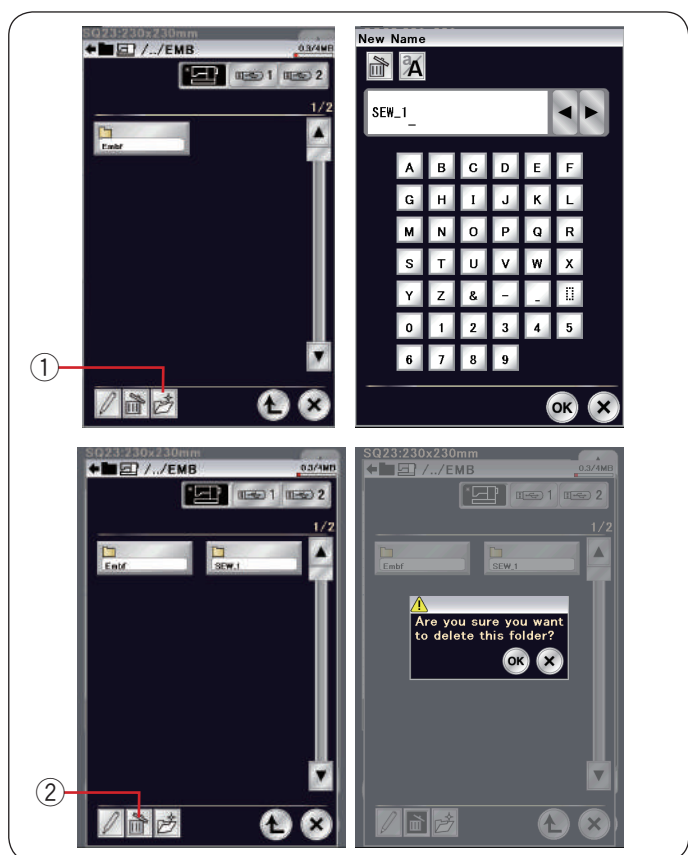 SQ23:230x230mm
/../EMB
0.3/4MB
1
2
1/2
Embf
①
New Name
a A
SEW_1_
A B C D E F
G H I J K L
M N O P Q R
S T U V W X
Y Z & - _
0 1 2 3 4 5
6 7 8 9
OK
SQ23:230x230mm
/../EMB
0.3/4MB
1
2
1/2
Embf
SEW_1
②
SQ23:230x230mm
/../EMB
0.3/4MB
1
2
1/2
Embf
SEW_1
Are you sure you want
to delete this folder?
OK